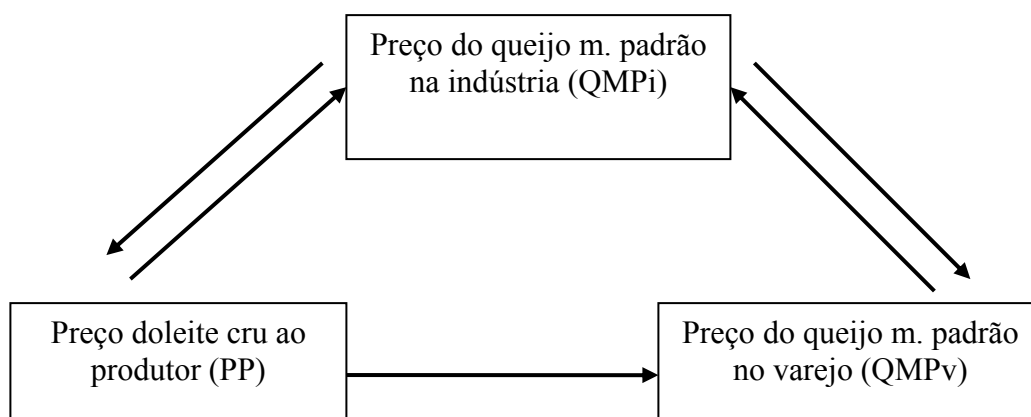 Preço do queijo m. padrão
na indústria (QMPi)
Preço doleite cru ao
produtor (PP)
Preço do queijo m. padrão
no varejo (QMPv)